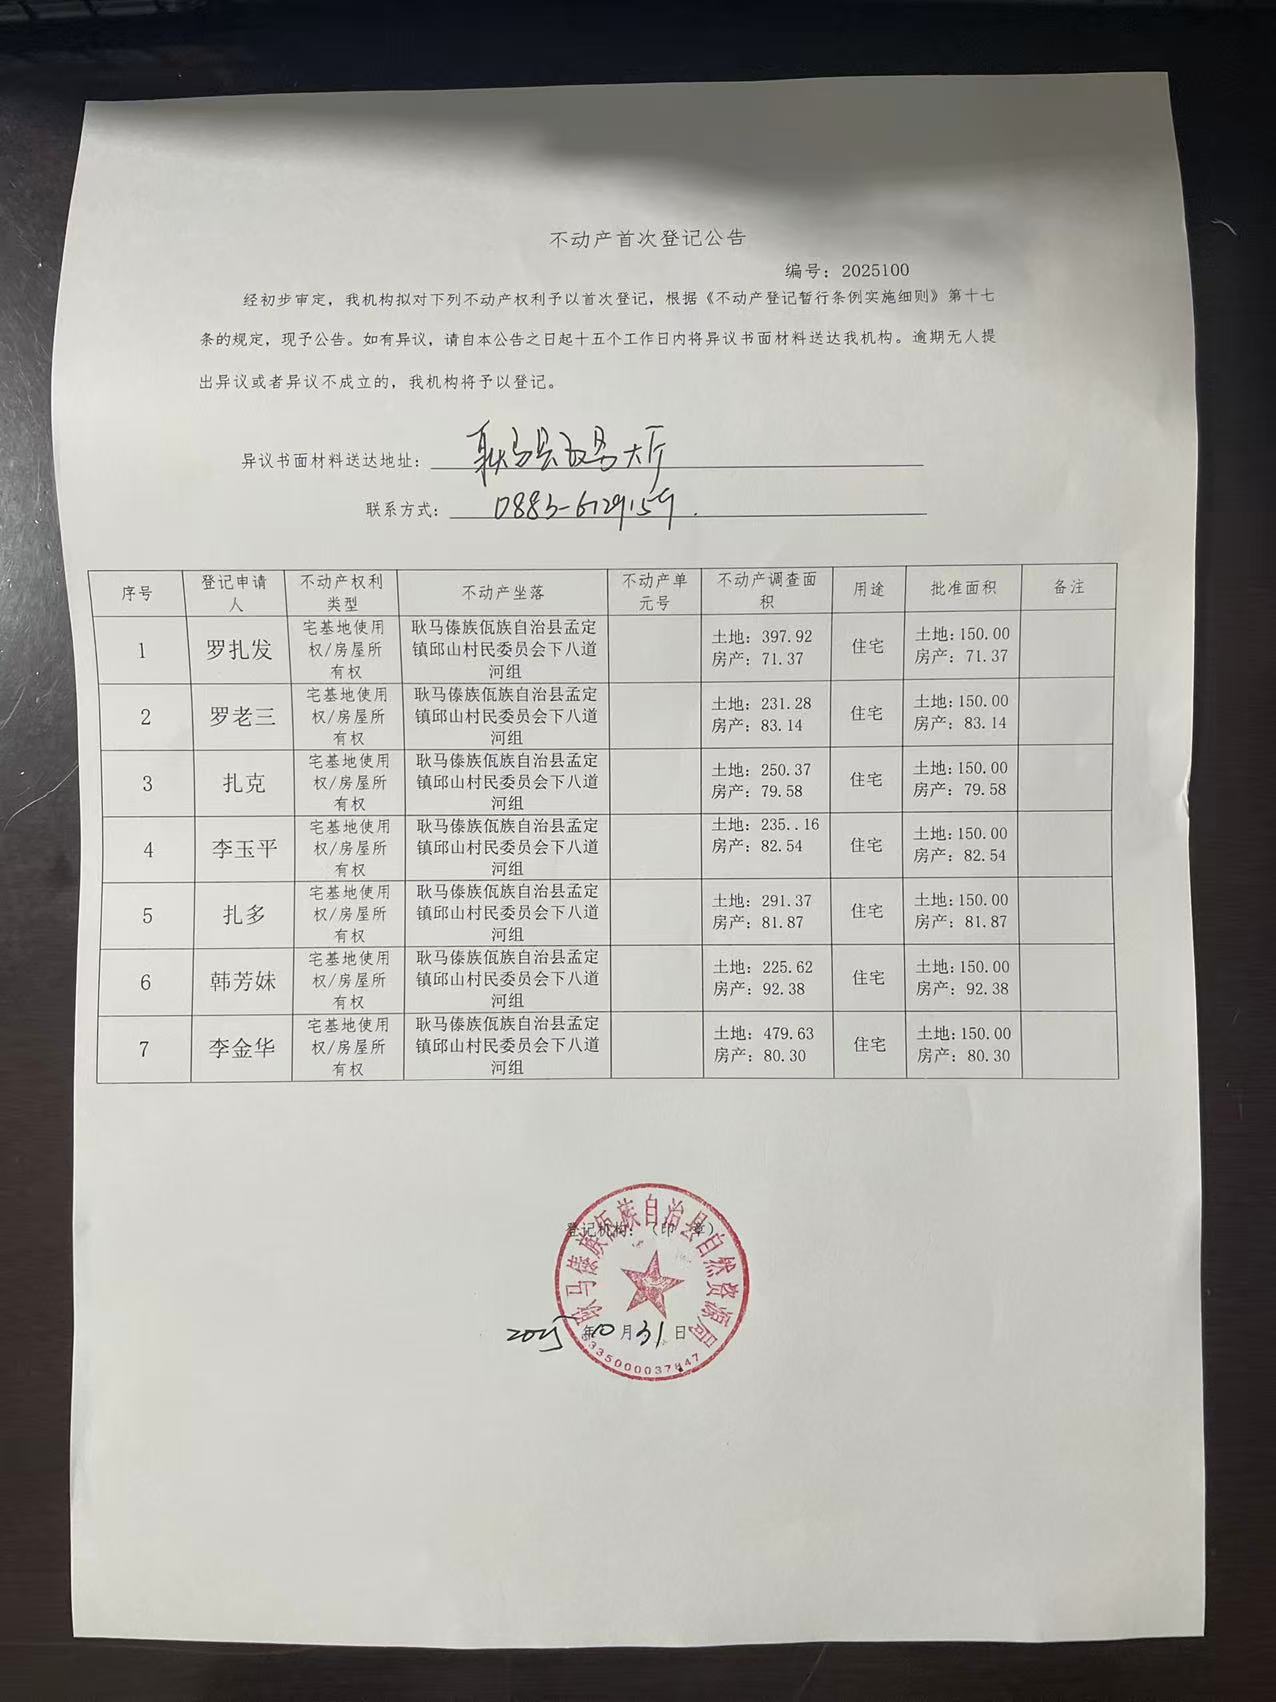 不动产首次登记公告
编号：2025100
经初步审定，我机构拟对下列不动产权利予以首次登记，根据《不动产登记暂行条例实施细则》第十七
条的规定，现予公告。如有异议，请自本公告之日起十五个工作日内将异议书面材料送达我机构。逾期无人提
出异议或者异议不成立的，我机构将予以登记。
异议书面材料送达地址：耿马县政务大厅
联系方式：0883-6129159.
序号 登记申请人 不动产权利类型 不动产坐落 不动产单元号 不动产调查面积 用途 批准面积 备注
1 罗扎发 宅基地使用权/房屋所有权 耿马傣族佤族自治县孟定镇邱山村民委员会下八道河组 土地：397.92 房产：71.37 住宅 土地：150.00 房产：71.37
2 罗老三 宅基地使用权/房屋所有权 耿马傣族佤族自治县孟定镇邱山村民委员会下八道河组 土地：231.28 房产：83.14 住宅 土地：150.00 房产：83.14
3 扎克 宅基地使用权/房屋所有权 耿马傣族佤族自治县孟定镇邱山村民委员会下八道河组 土地：250.37 房产：79.58 住宅 土地：150.00 房产：79.58
4 李玉平 宅基地使用权/房屋所有权 耿马傣族佤族自治县孟定镇邱山村民委员会下八道河组 土地：235..16 房产：82.54 住宅 土地：150.00 房产：82.54
5 扎多 宅基地使用权/房屋所有权 耿马傣族佤族自治县孟定镇邱山村民委员会下八道河组 土地：291.37 房产：81.87 住宅 土地：150.00 房产：81.87
6 韩芳妹 宅基地使用权/房屋所有权 耿马傣族佤族自治县孟定镇邱山村民委员会下八道河组 土地：225.62 房产：92.38 住宅 土地：150.00 房产：92.38
7 李金华 宅基地使用权/房屋所有权 耿马傣族佤族自治县孟定镇邱山村民委员会下八道河组 土地：479.63 房产：80.30 住宅 土地：150.00 房产：80.30
登记机构：（印 章）
耿马傣族佤族自治县自然资源局
2025年10月31日